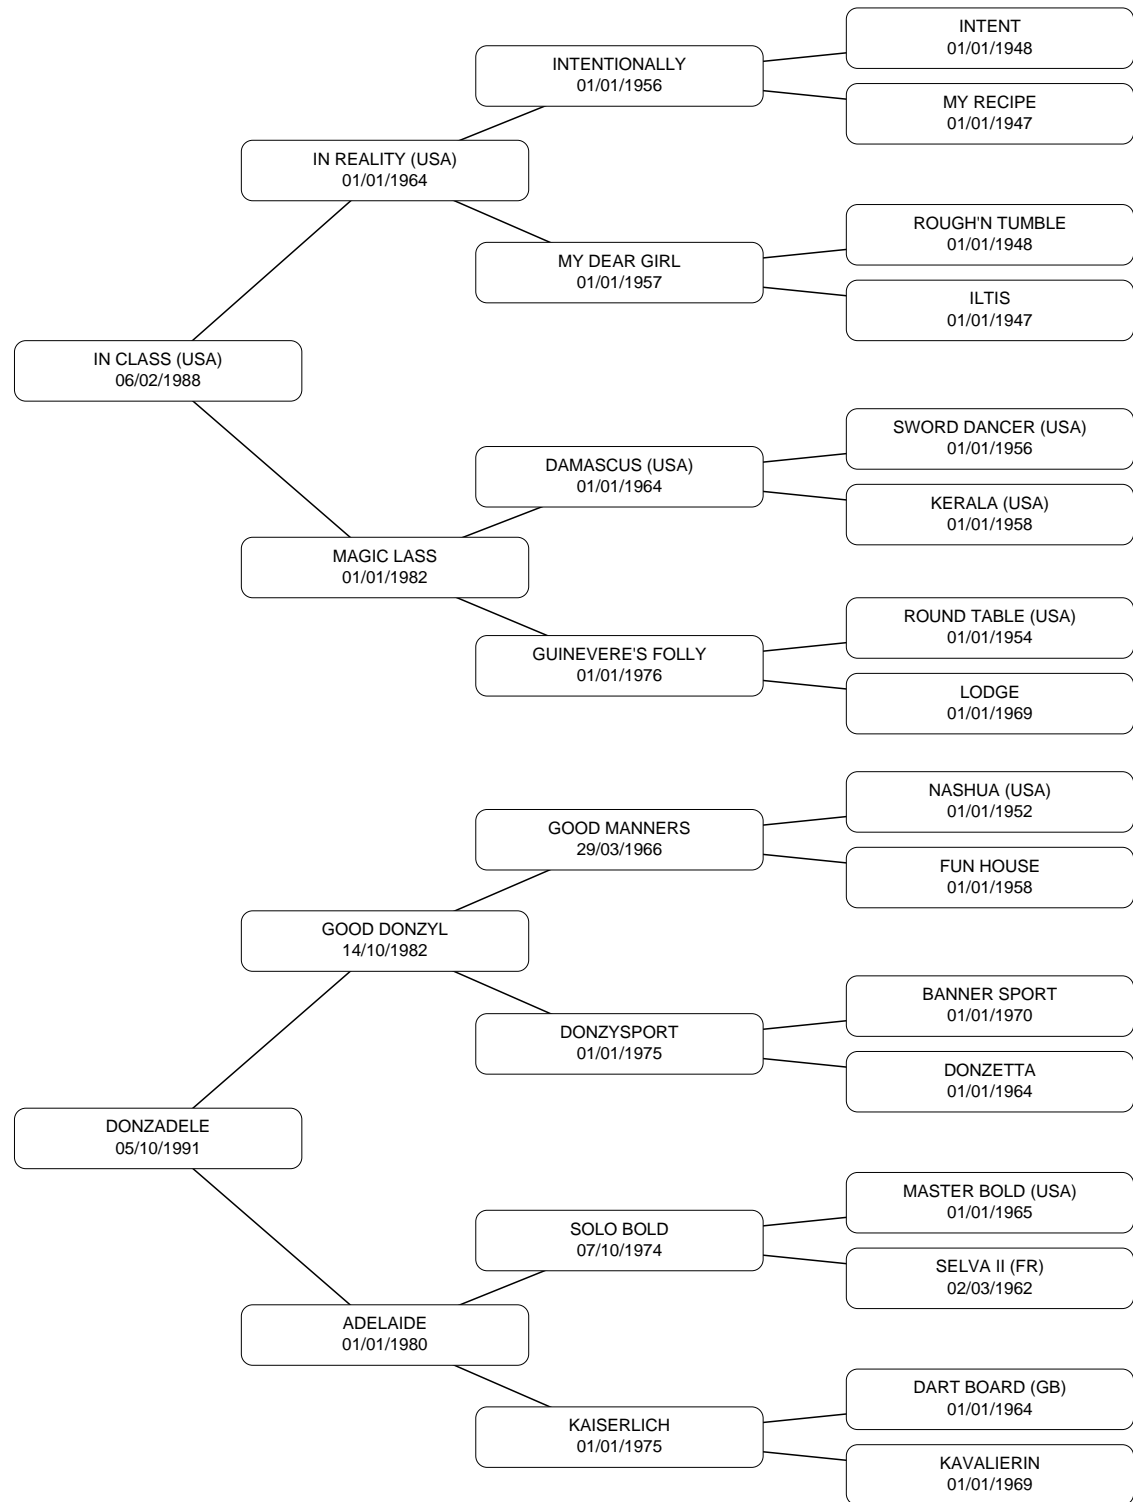 INTENT
01/01/1948
INTENTIONALLY
01/01/1956
MY RECIPE
01/01/1947
IN REALITY (USA)
01/01/1964
ROUGH'N TUMBLE
01/01/1948
MY DEAR GIRL
01/01/1957
ILTIS
01/01/1947
IN CLASS (USA)
06/02/1988
SWORD DANCER (USA)
01/01/1956
DAMASCUS (USA)
01/01/1964
KERALA (USA)
01/01/1958
MAGIC LASS
01/01/1982
ROUND TABLE (USA)
01/01/1954
GUINEVERE'S FOLLY
01/01/1976
LODGE
01/01/1969
NASHUA (USA)
01/01/1952
GOOD MANNERS
29/03/1966
FUN HOUSE
01/01/1958
GOOD DONZYL
14/10/1982
BANNER SPORT
01/01/1970
DONZYSPORT
01/01/1975
DONZETTA
01/01/1964
DONZADELE
05/10/1991
MASTER BOLD (USA)
01/01/1965
SOLO BOLD
07/10/1974
SELVA II (FR)
02/03/1962
ADELAIDE
01/01/1980
DART BOARD (GB)
01/01/1964
KAISERLICH
01/01/1975
KAVALIERIN
01/01/1969